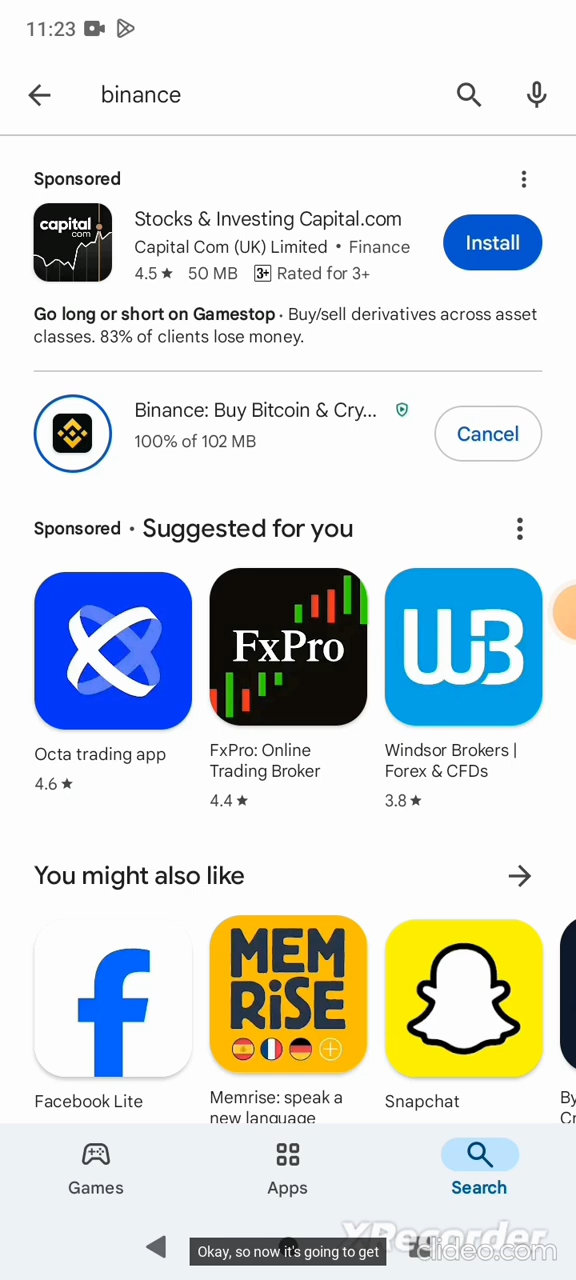 11:23
binance
Sponsored
capital
com
Stocks & Investing Capital.com
Capital Com (UK) Limited • Finance
4.5★ 50 MB 3+ Rated for 3+
Install
Go long or short on Gamestop · Buy/sell derivatives across asset
classes. 83% of clients lose money.
Binance: Buy Bitcoin & Cry...
100% of 102 MB
Cancel
Sponsored • Suggested for you
FxPro
WB
Octa trading app
4.6★
FxPro: Online
Trading Broker
4.4★
Windsor Brokers |
Forex & CFDs
3.8★
You might also like
f
MEM
RiSE
Facebook Lite
Memrise: speak a
new language
Snapchat
By
Cr
Games
Apps
Search
XRecorder
Okay, so now it's going to get
clideo.com